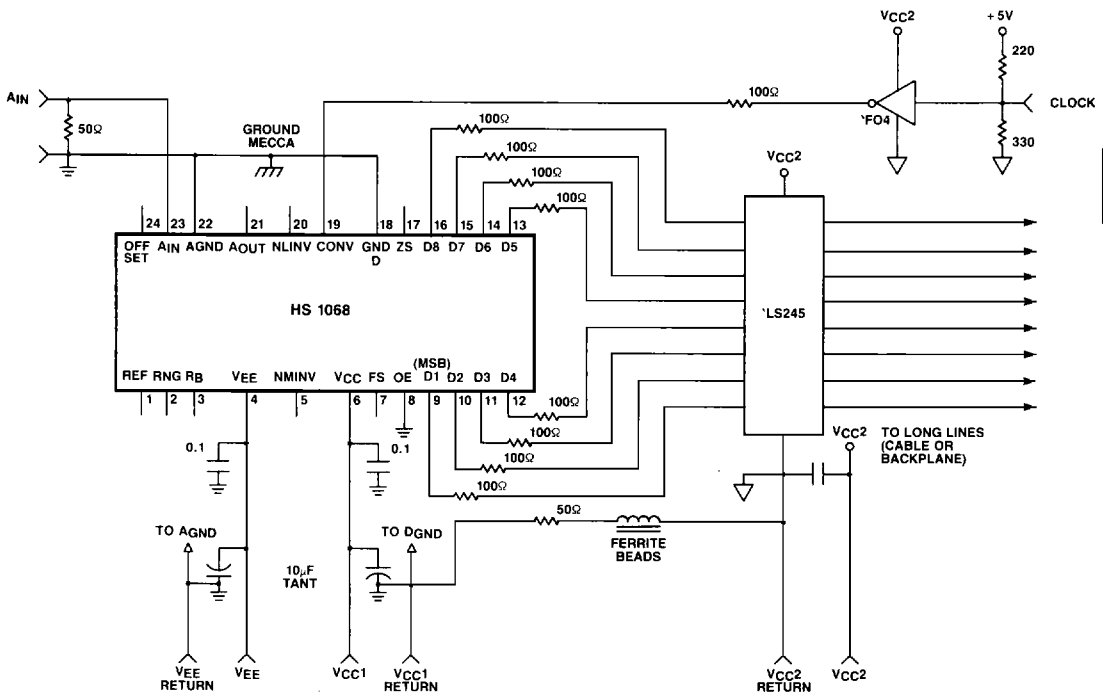 VCC2
+5V
220
AIN
100Ω
CLOCK
'FO4
50Ω
GROUND
MECCA
100Ω
330
100Ω
VCC2
100Ω
100Ω
24 23 22 21 20 19 18 17 16 15 14 13
OFF SET AIN AGND AOUT NLINV CONV GND D ZS D8 D7 D6 D5
HS 1068
'LS245
(MSB)
REF RNG RB VEE NMINV VCC FS OE D1 D2 D3 D4
1 2 3 4 5 6 7 8 9 10 11 12
100Ω
0.1
0.1
100Ω
VCC2
TO LONG LINES
(CABLE OR
BACKPLANE)
100Ω
100Ω
TO AGND
TO DGND
50Ω
FERRITE
BEADS
10μF
TANT
VEE
RETURN
VEE
VCC1
VCC1
RETURN
VCC2
RETURN
VCC2